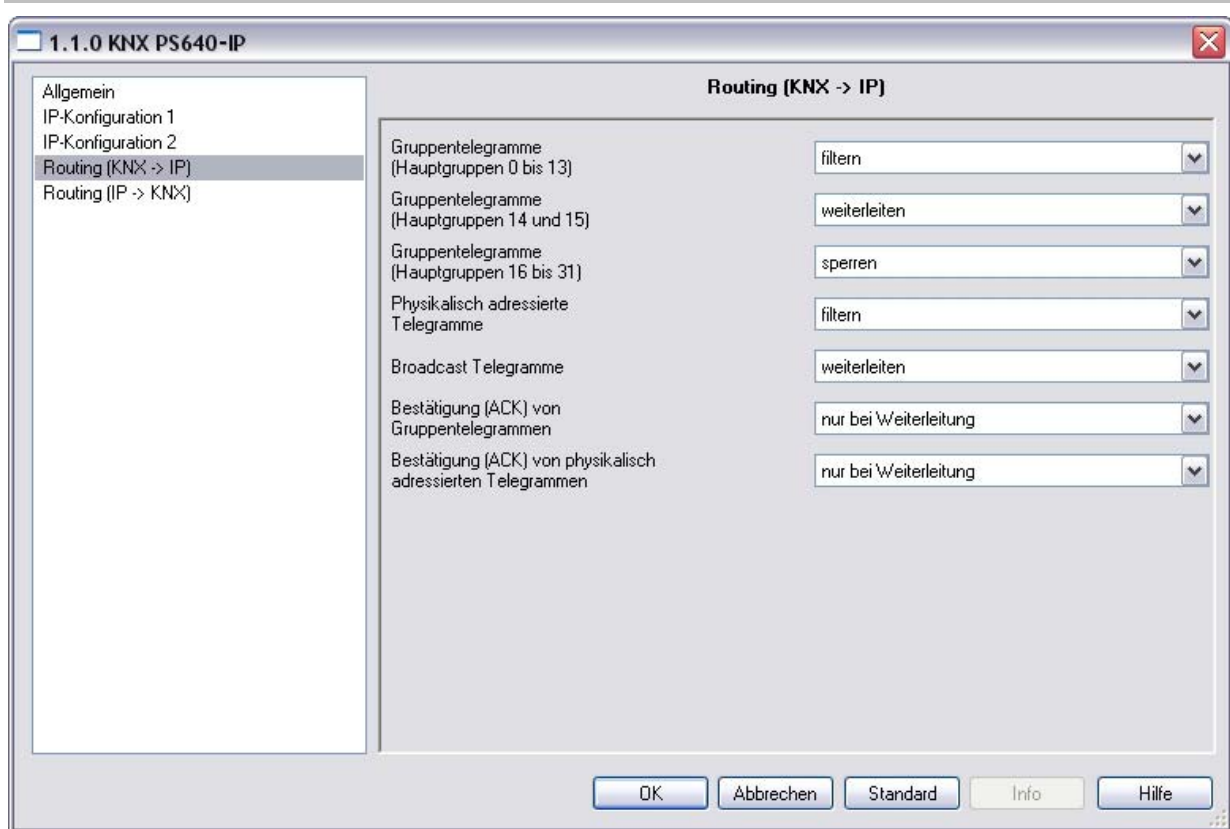 1.1.0 KNX PS640-IP
Allgemein
IP-Konfiguration 1
IP-Konfiguration 2
Routing (KNX -> IP)
Routing (IP -> KNX)
Routing (KNX -> IP)
Gruppentelegramme
(Hauptgruppen 0 bis 13)
filtern
Gruppentelegramme
(Hauptgruppen 14 und 15)
weiterleiten
Gruppentelegramme
(Hauptgruppen 16 bis 31)
sperren
Physikalisch adressierte
Telegramme
filtern
Broadcast Telegramme
weiterleiten
Bestätigung (ACK) von
Gruppentelegrammen
nur bei Weiterleitung
Bestätigung (ACK) von physikalisch
adressierten Telegrammen
nur bei Weiterleitung
OK
Abbrechen
Standard
Info
Hilfe